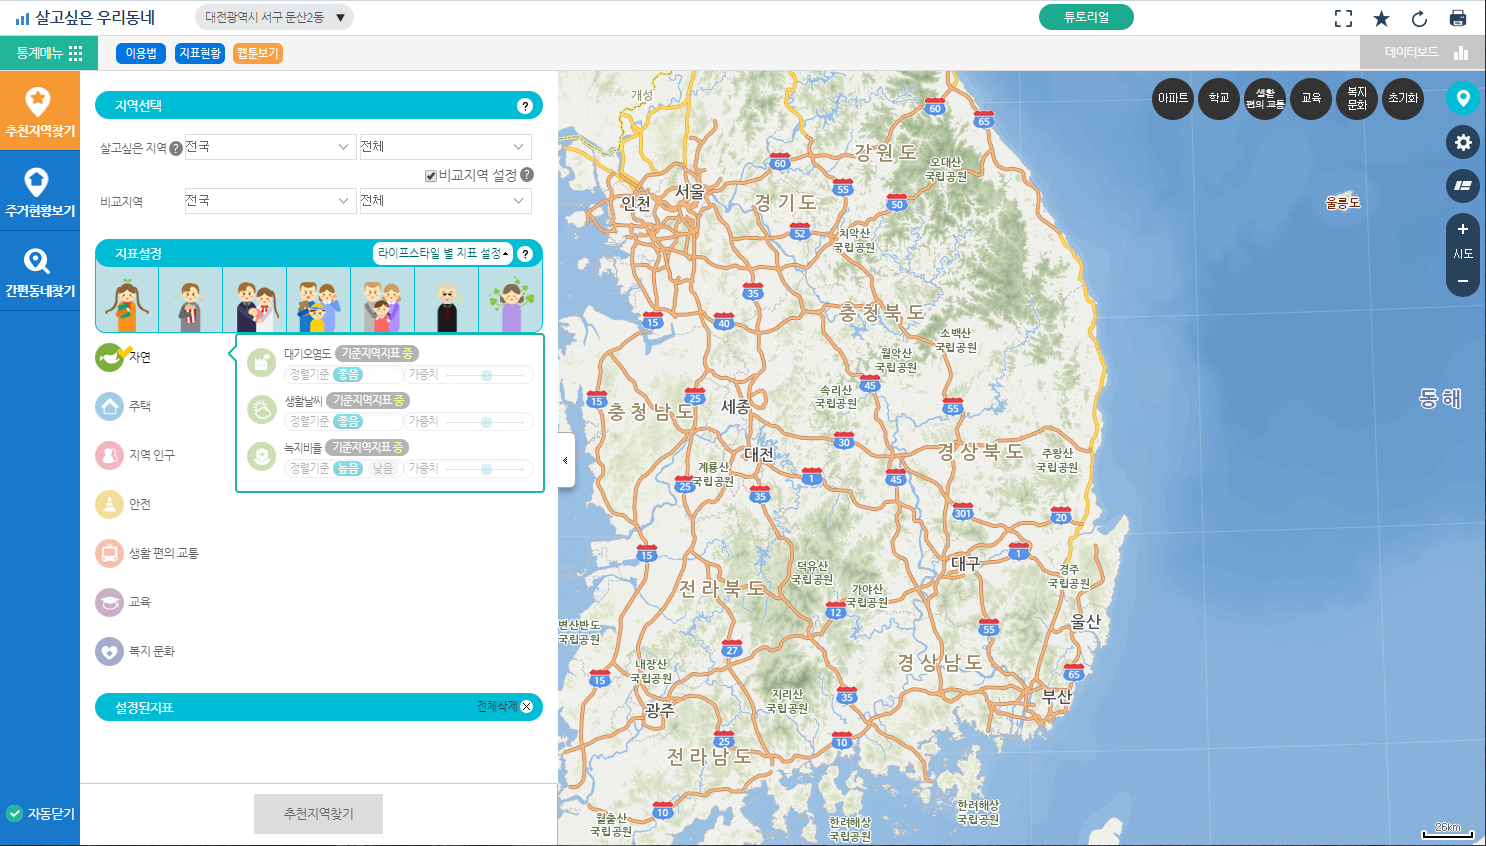 살고싶은 우리동네
대전광역시 서구 둔산2동 ▼
튜토리얼
통계메뉴
이용법
지표현황
웹툰보기
데이터보드
추천지역찾기
주거현황보기
간편동네찾기
자동닫기
지역선택 ?
살고싶은 지역 ? 전국 전체
비교지역 설정 ?
비교지역 전국 전체
지표설정 라이프스타일 별 지표 설정 ?
자연
주택
지역 인구
안전
생활 편의 교통
교육
복지 문화
대기오염도 기준지역지표 중
정렬기준 좋음 가중치
생활날씨 기준지역지표 중
정렬기준 좋음 가중치
녹지비율 기준지역지표 중
정렬기준 높음 낮음 가중치
설정된지표 전체삭제
추천지역찾기
아파트
학교
생활
편의 교통
교육
복지
문화
초기화
+
시도
−
개성
60
65
강원도
오대산
국립공원
60
서울
55
인천
경기도
50
울릉도
52
치악산
국립공원
35
15
40
충청북도
소백산
국립공원
월악산
국립공원
45
속리산
국립공원
15
25
충청남도
세종
55
동해
30
대전
경상북도
주왕산
국립공원
계룡산
국립공원
25
1
45
35
301
20
15
1
대구
덕유산
국립공원
경주
국립공원
전라북도
가야산
국립공원
12
변산반도
국립공원
울산
55
27
내장산
국립공원
경상남도
65
15
지리산
국립공원
35
부산
광주
25
10
전라남도
10
월출산
국립공원
한려해상
국립공원
한려해상
국립공원
26km